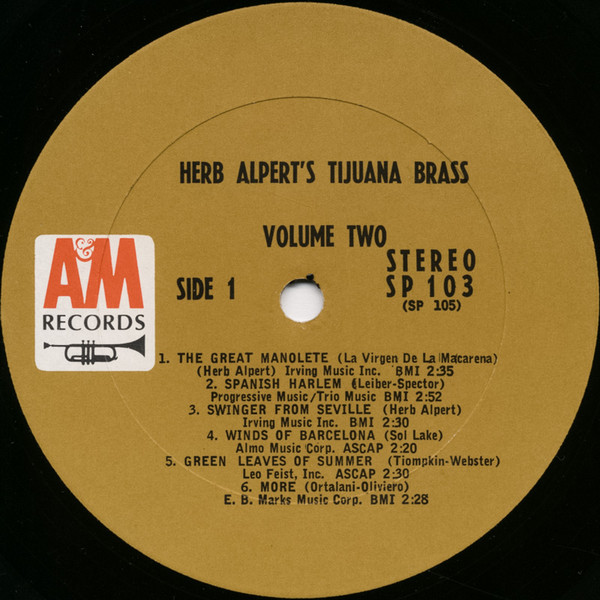 HERB ALPERT'S TIJUANA BRASS
VOLUME TWO
STEREO
SIDE 1
SP 103
(SP 105)
A&M
RECORDS
1. THE GREAT MANOLETE (La Virgen De La Macarena)
(Herb Alpert) Irving Music Inc. BMI 2:35
2. SPANISH HARLEM (Leiber-Spector)
Progressive Music/Trio Music BMI 2:52
3. SWINGER FROM SEVILLE (Herb Alpert)
Irving Music Inc. BMI 2:30
4. WINDS OF BARCELONA (Sol Lake)
Almo Music Corp. ASCAP 2:20
5. GREEN LEAVES OF SUMMER (Tiompkin-Webster)
Leo Feist, Inc. ASCAP 2:30
6. MORE (Ortalani-Oliviero)
E. B. Marks Music Corp. BMI 2:28